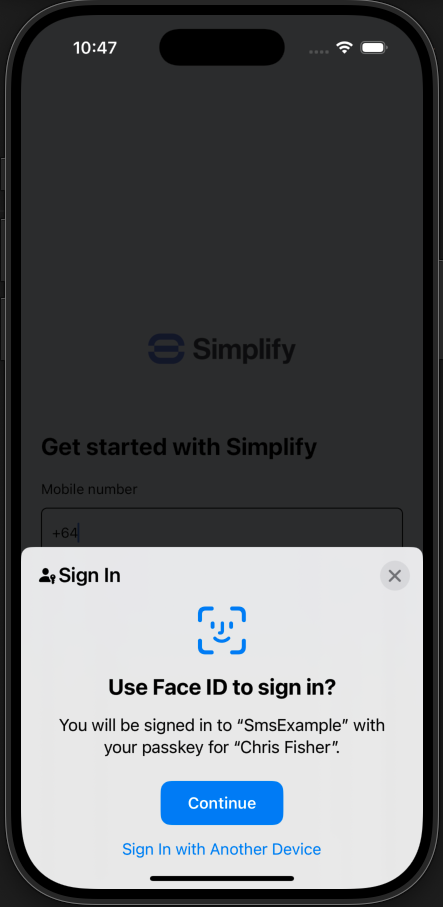 10:47
Simplify
Get started with Simplify
Mobile number
+64
Sign In
Use Face ID to sign in?
You will be signed in to “SmsExample” with
your passkey for “Chris Fisher”.
Continue
Sign In with Another Device